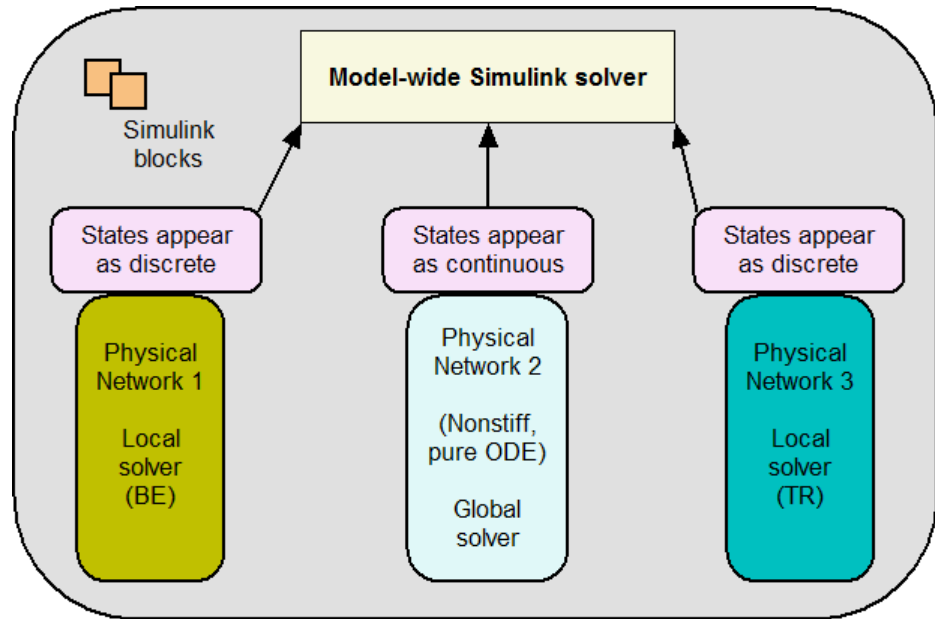 Model-wide Simulink solver
Simulink
blocks
States appear
as discrete
States appear
as continuous
States appear
as discrete
Physical
Network 1
Local
solver
(BE)
Physical
Network 2
(Nonstiff,
pure ODE)
Global
solver
Physical
Network 3
Local
solver
(TR)